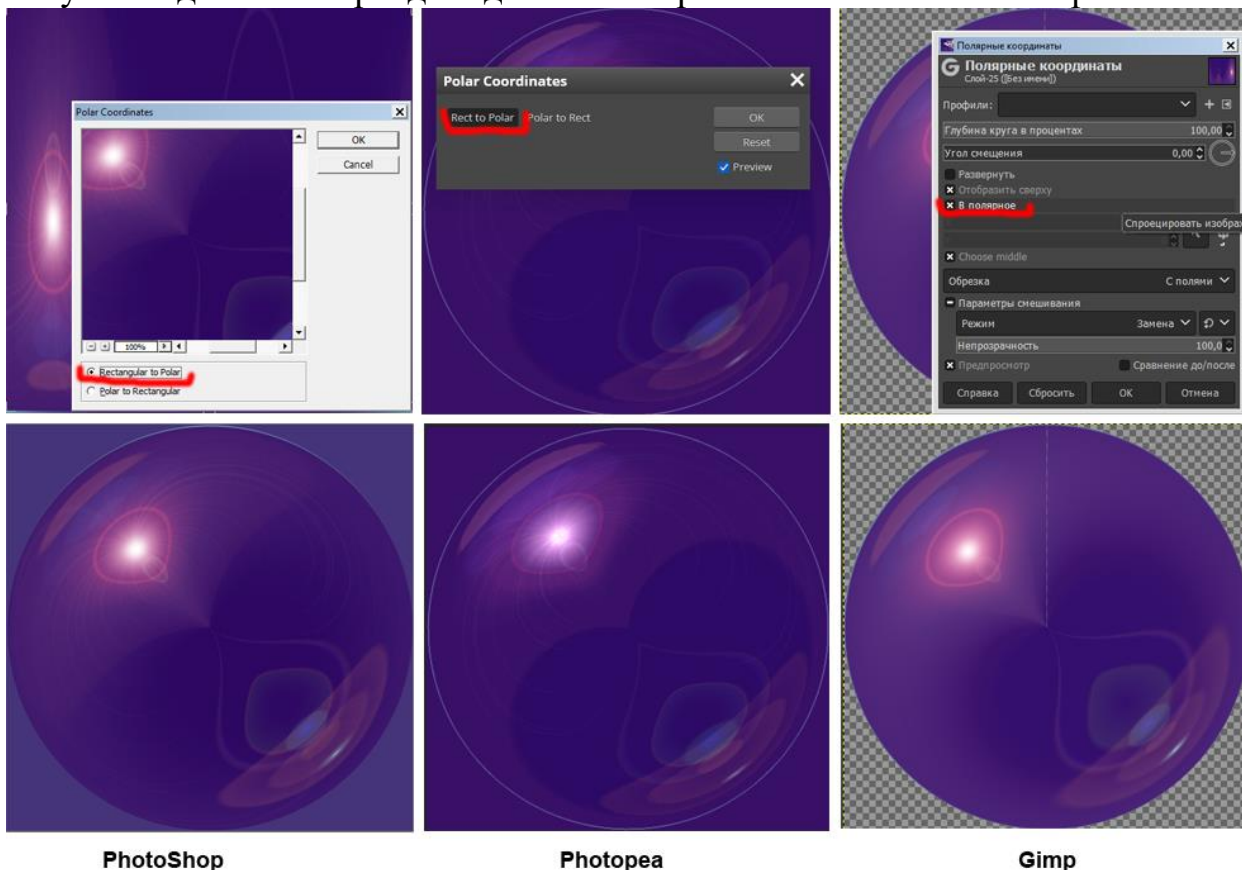 Polar Coordinates
OK
Cancel
100%
Rectangular to Polar
Polar to Rectangular
Polar Coordinates
Rect to Polar Polar to Rect
OK
Reset
Preview
Полярные координаты
Полярные координаты
Слой-25 ([Без имени])
Профили:
Глубина круга в процентах 100,00
Угол смещения 0,00
Развернуть
Отобразить сверху
В полярное
Спроецировать изобра
Choose middle
Обрезка С полями
Параметры смешивания
Режим Замена
Непрозрачность 100,0
Предпросмотр Сравнение до/после
Справка Сбросить OK Отмена
PhotoShop Photopea Gimp